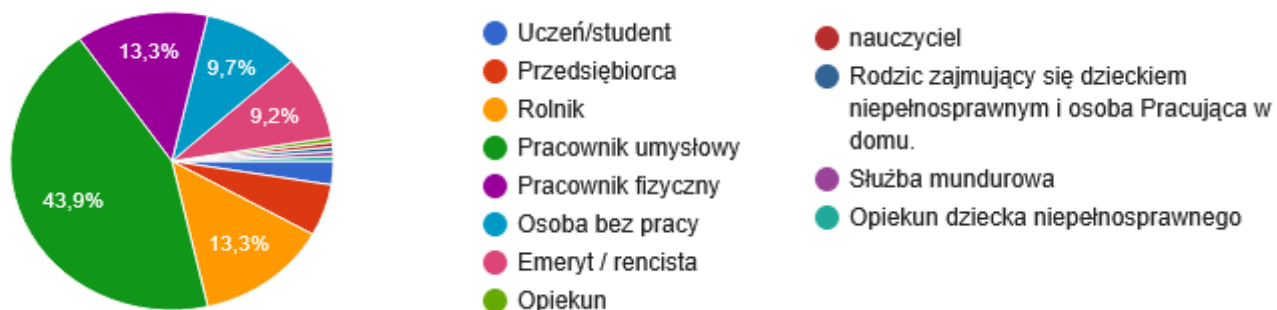 13,3%
9,7%
9,2%
43,9%
13,3%
Uczeń/student
Przedsiębiorca
Rolnik
Pracownik umysłowy
Pracownik fizyczny
Osoba bez pracy
Emeryt / rencista
Opiekun
nauczyciel
Rodzic zajmujący się dzieckiem
niepełnosprawnym i osoba Pracująca w
domu.
Służba mundurowa
Opiekun dziecka niepełnosprawnego